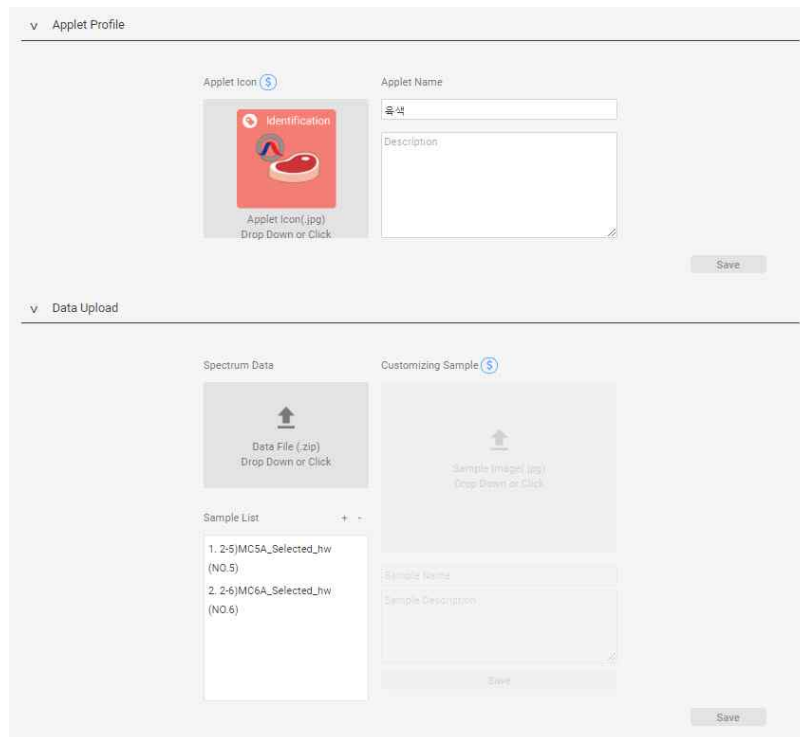 v Applet Profile
Applet Icon $
Applet Name
Identification
Applet Icon(.jpg)
Drop Down or Click
육색
Description
Save
v Data Upload
Spectrum Data
Customizing Sample $
Data File (.zip)
Drop Down or Click
Sample Image(.jpg)
Drop Down or Click
Sample List + -
1. 2-5)MC5A_Selected_hw
(NO.5)
2. 2-6)MC6A_Selected_hw
(NO.6)
Sample Name
Sample Description
Save
Save